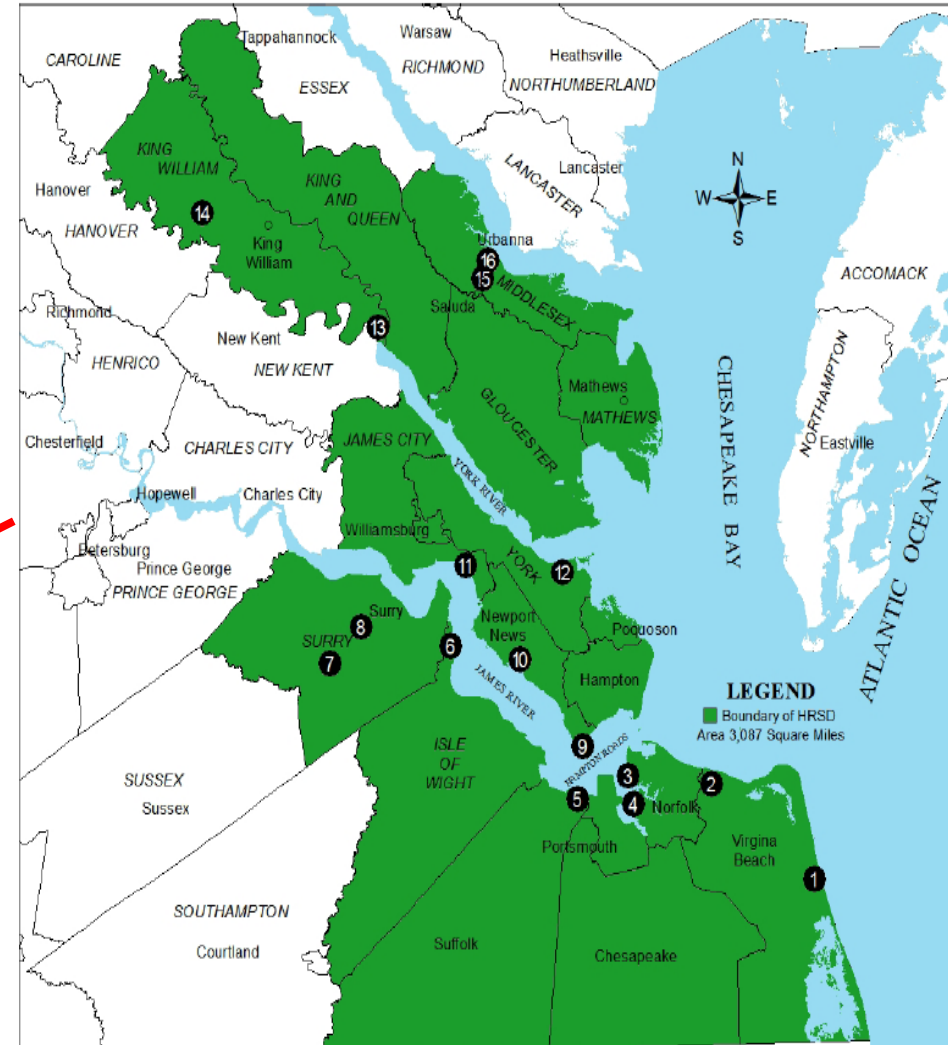 Tappahannock
Warsaw
CAROLINE
ESSEX
RICHMOND
Heathsville
NORTHUMBERLAND
KING
WILLIAM
LANCASTER
Lancaster
Hanover
KING
AND
QUEEN
N
W E
S
14
HANOVER
King
William
Urbanna
16
15
MIDDLESEX
ACCOMACK
Richmond
Saluda
13
New Kent
HENRICO
NEW KENT
Mathews
MATHEWS
CHESAPEAKE BAY
NORTHAMPTON
GLOUCESTER
Chesterfield
CHARLES CITY
JAMES CITY
Eastville
YORK RIVER
Hopewell
Charles City
Williamsburg
ATLANTIC OCEAN
Petersburg
Prince George
PRINCE GEORGE
11
YORK
12
8
Surry
SURRY
7
6
Newport
News
10
Poquoson
Hampton
JAMES RIVER
LEGEND
Boundary of HRSD
Area 3,087 Square Miles
ISLE
OF
WIGHT
9
HAMPTON ROADS
SUSSEX
Sussex
3
2
5
4
Norfolk
Portsmouth
Virgina
Beach
1
SOUTHAMPTON
Courtland
Suffolk
Chesapeake